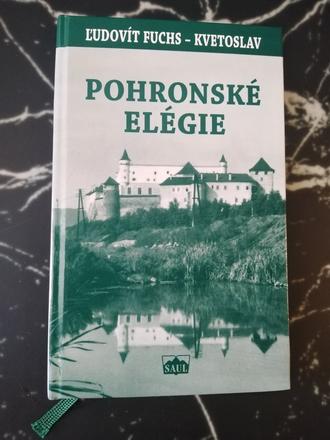 ĽUDOVÍT FUCHS – KVETOSLAV
POHRONSKÉ
ELÉGIE
SAUL